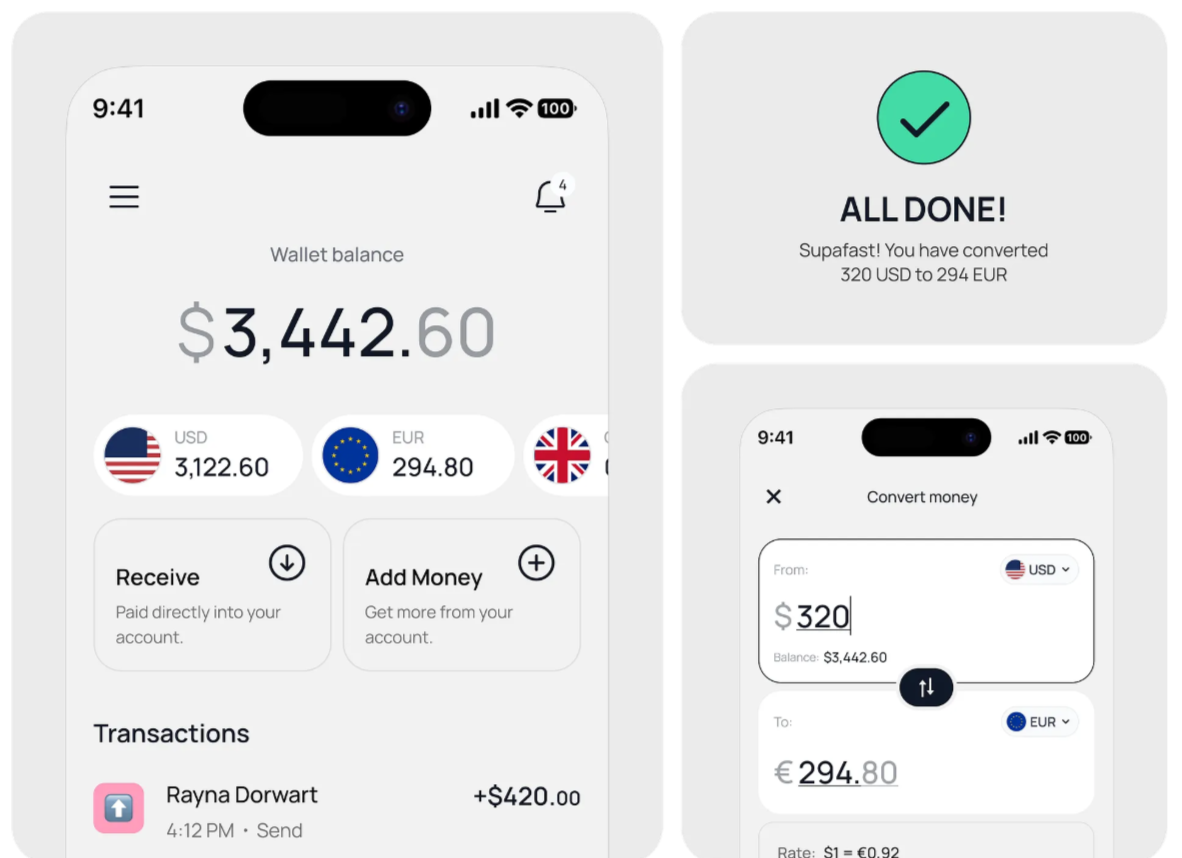 9:41
100
4
Wallet balance
$3,442.60
USD
3,122.60
EUR
294.80
Receive
Paid directly into your
account.
Add Money
Get more from your
account.
Transactions
Rayna Dorwart
+$420.00
4:12 PM • Send
ALL DONE!
Supafast! You have converted
320 USD to 294 EUR
9:41
100
Convert money
From:
USD
$320
Balance: $3,442.60
To:
EUR
€294.80
Rate: $1 = €0.92